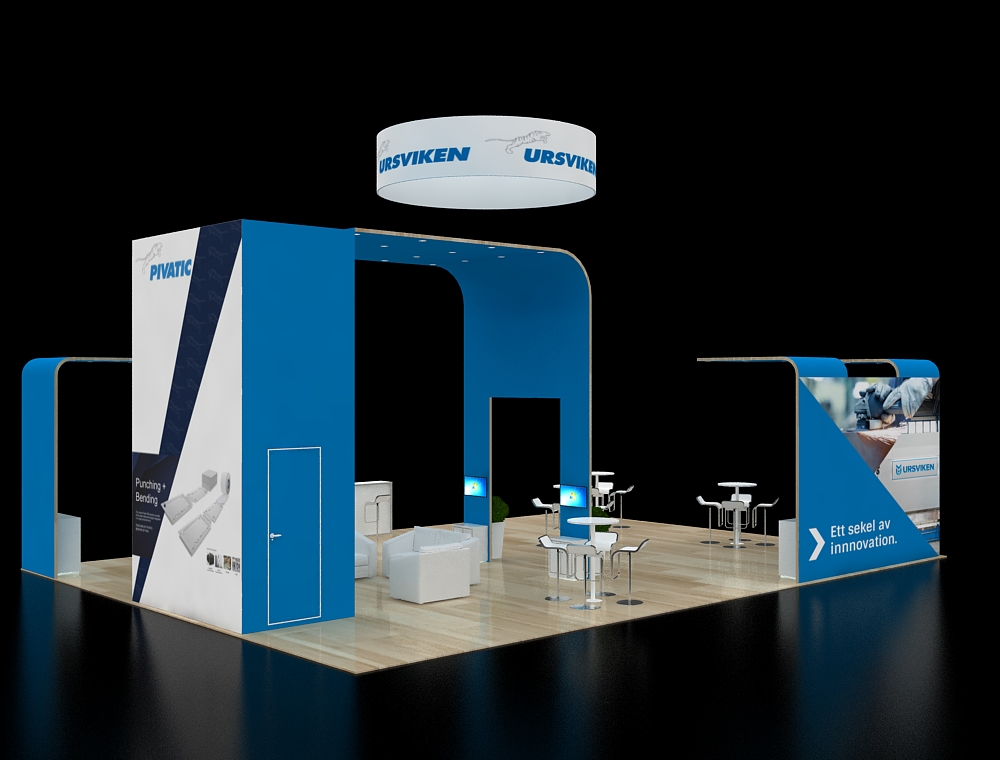 URSVIKEN
URSVIKEN
PIVATIC
Punching +
Bending
URSVIKEN
Ett sekel av
innnovation.